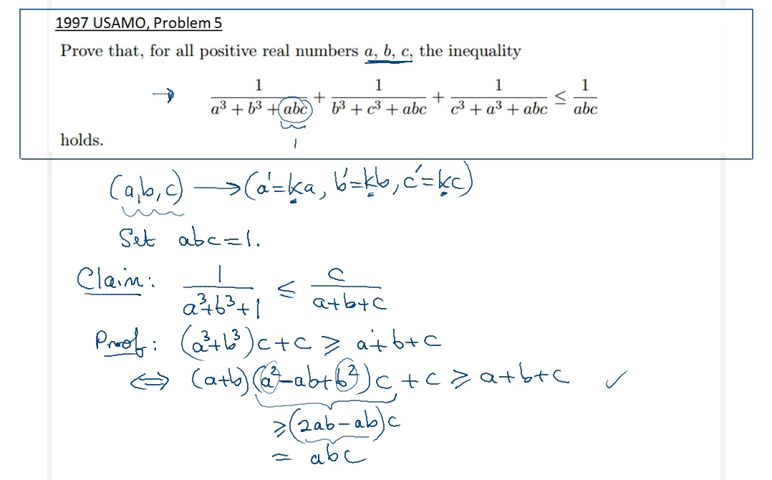 1997 USAMO, Problem 5
Prove that, for all positive real numbers a, b, c, the inequality
→ 1/(a³ + b³ + abc) + 1/(b³ + c³ + abc) + 1/(c³ + a³ + abc) ≤ 1/abc
1
holds.
(a,b,c) → (a'=ka, b'=kb, c'=kc)
Set abc=1.
Claim: 1/(a³+b³+1) ≤ c/(a+b+c)
Proof: (a³+b³)c+c ⩾ a+b+c
⇔ (a+b)(a²-ab+b²)c +c ⩾ a+b+c ✓
⩾(2ab-ab)c
= abc